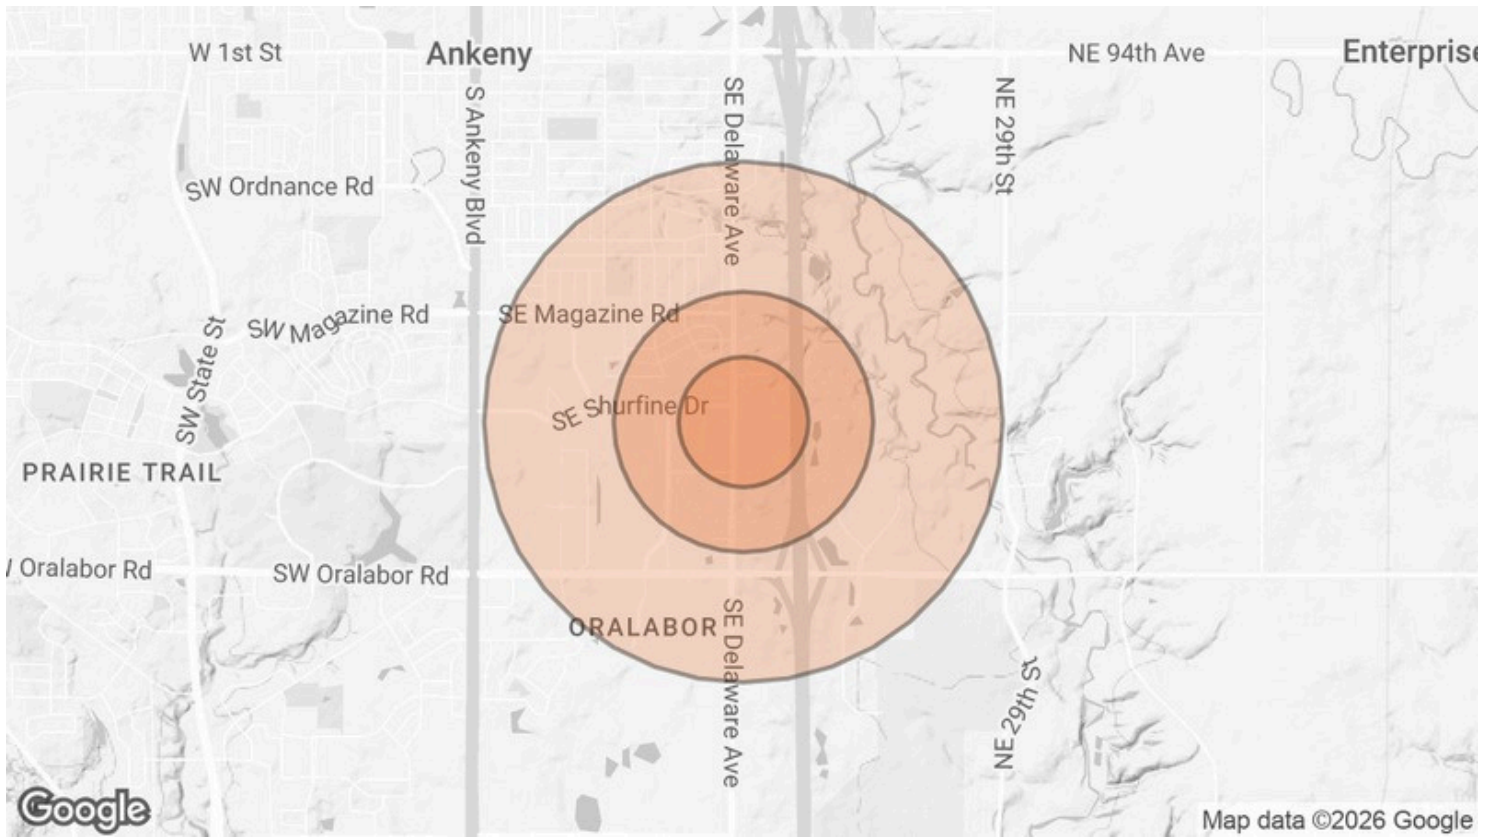 W 1st St
Ankeny
NE 94th Ave
Enterprise
S Ankeny Blvd
SE Delaware Ave
NE 29th St
SW Ordnance Rd
SW Magazine Rd
SE Magazine Rd
SW State St
SE Shurfine Dr
PRAIRIE TRAIL
W Oralabor Rd
SW Oralabor Rd
ORALABOR
SE Delaware Ave
NE 29th St
Google
Map data ©2026 Google